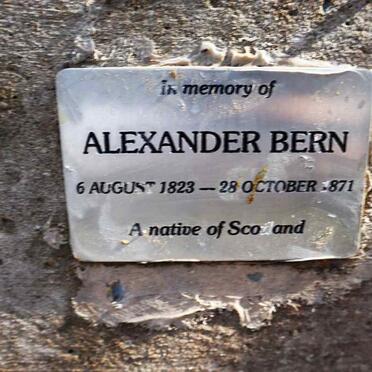 In memory of
ALEXANDER BERN
6 AUGUST 1823 — 28 OCTOBER 1871
A native of Scotland